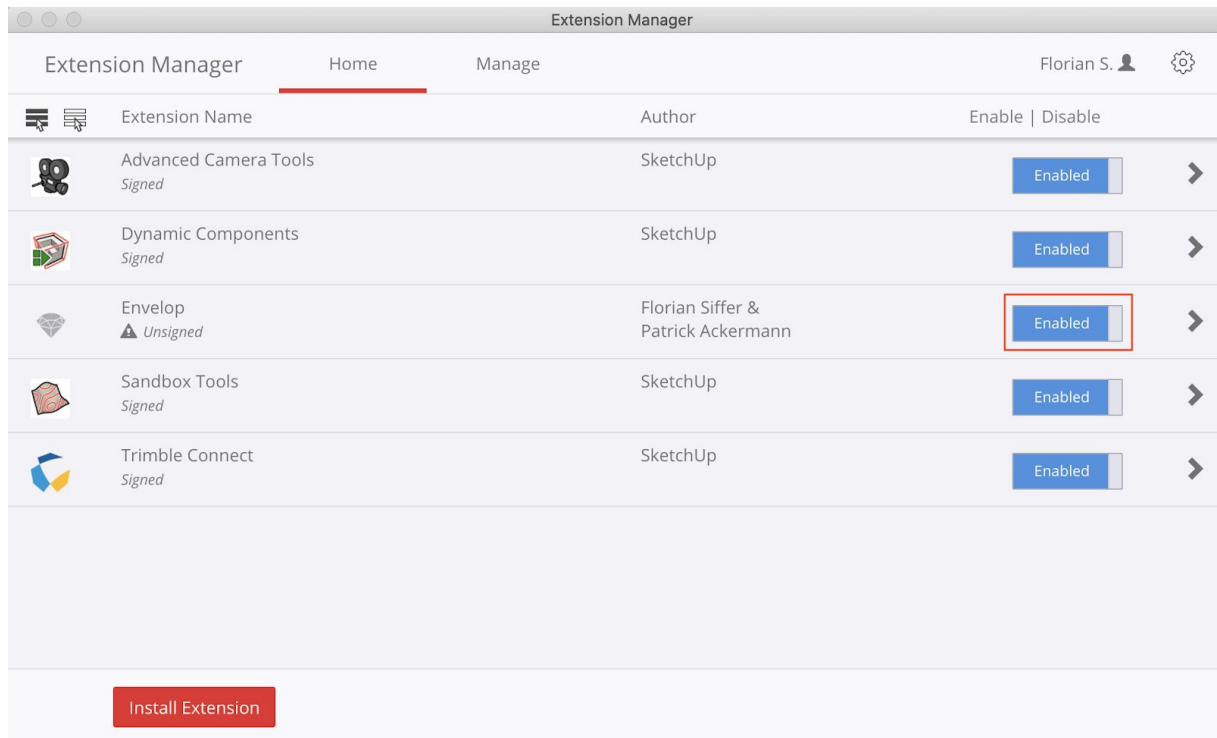 Extension Manager
Extension Manager Home Manage Florian S.
Extension Name Author Enable | Disable
Advanced Camera Tools SketchUp
Signed Enabled
Dynamic Components SketchUp
Signed Enabled
Envelop Florian Siffer &
Unsigned Patrick Ackermann Enabled
Sandbox Tools SketchUp
Signed Enabled
Trimble Connect SketchUp
Signed Enabled
Install Extension